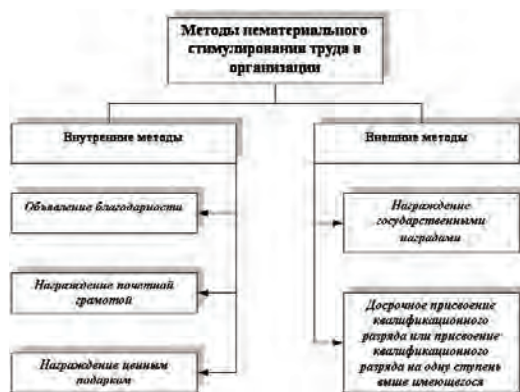 Методы нематериального
стимулирования труда в
организации
Внутренние методы
Внешние методы
Объявление благодарности
Награждение почетной
грамотой
Награждение ценным
подарком
Награждение
государственными
наградами
Досрочное присвоение
квалификационного
разряда или присвоение
квалификационного
разряда на одну ступень
выше имеющегося